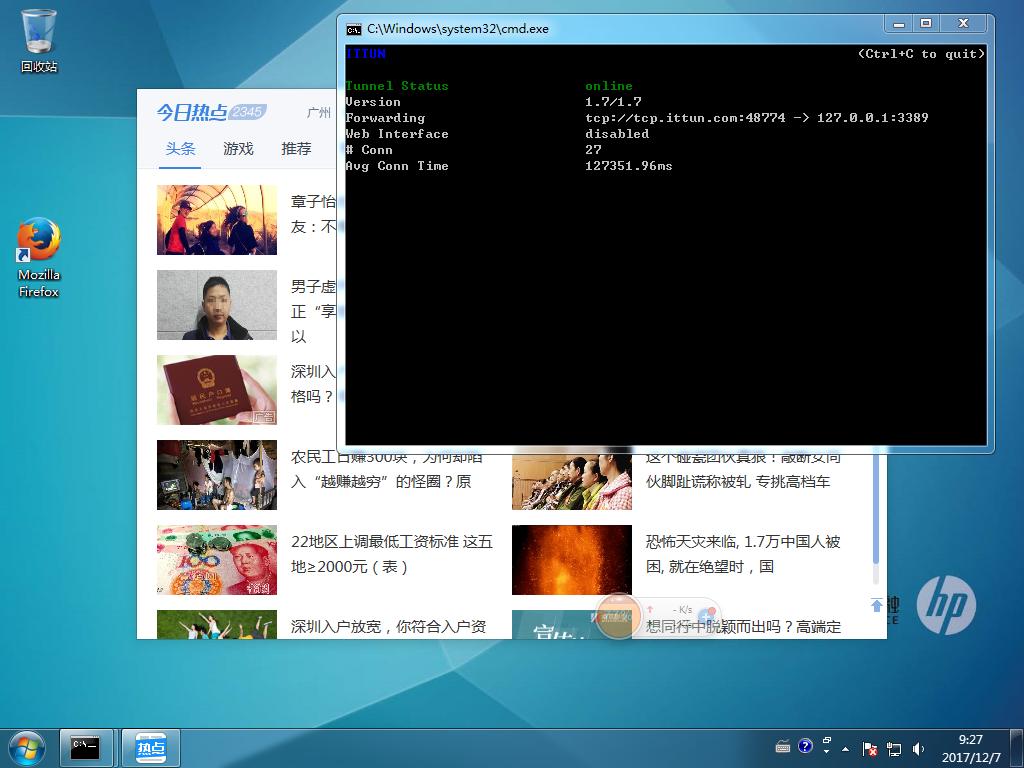 回收站
C:\Windows\system32\cmd.exe
ITTUN
(Ctrl+C to quit)
Tunnel Status online
Version 1.7/1.7
Forwarding tcp://tcp.ittun.com:48774 -> 127.0.0.1:3389
Web Interface disabled
# Conn 27
Avg Conn Time 127351.96ms
今日热点 2345 广州
头条 游戏 推荐
章子怡
友：不
Mozilla
Firefox
男子虚
正“享
以
深圳入
格吗？
广告
农民工日赚300块，为何却陷
入“越赚越穷”的怪圈？原
这个碰瓷团伙真狠！敲断女同
伙脚趾谎称被轧, 专挑高档车
22地区上调最低工资标准 这五
地≥2000元（表）
恐怖天灾来临, 1.7万中国人被
困, 就在绝望时，国
深圳入户放宽，你符合入户资
想同行中脱颖而出吗？高端定
- K/s
hp
C:\
热点
9:27
2017/12/7